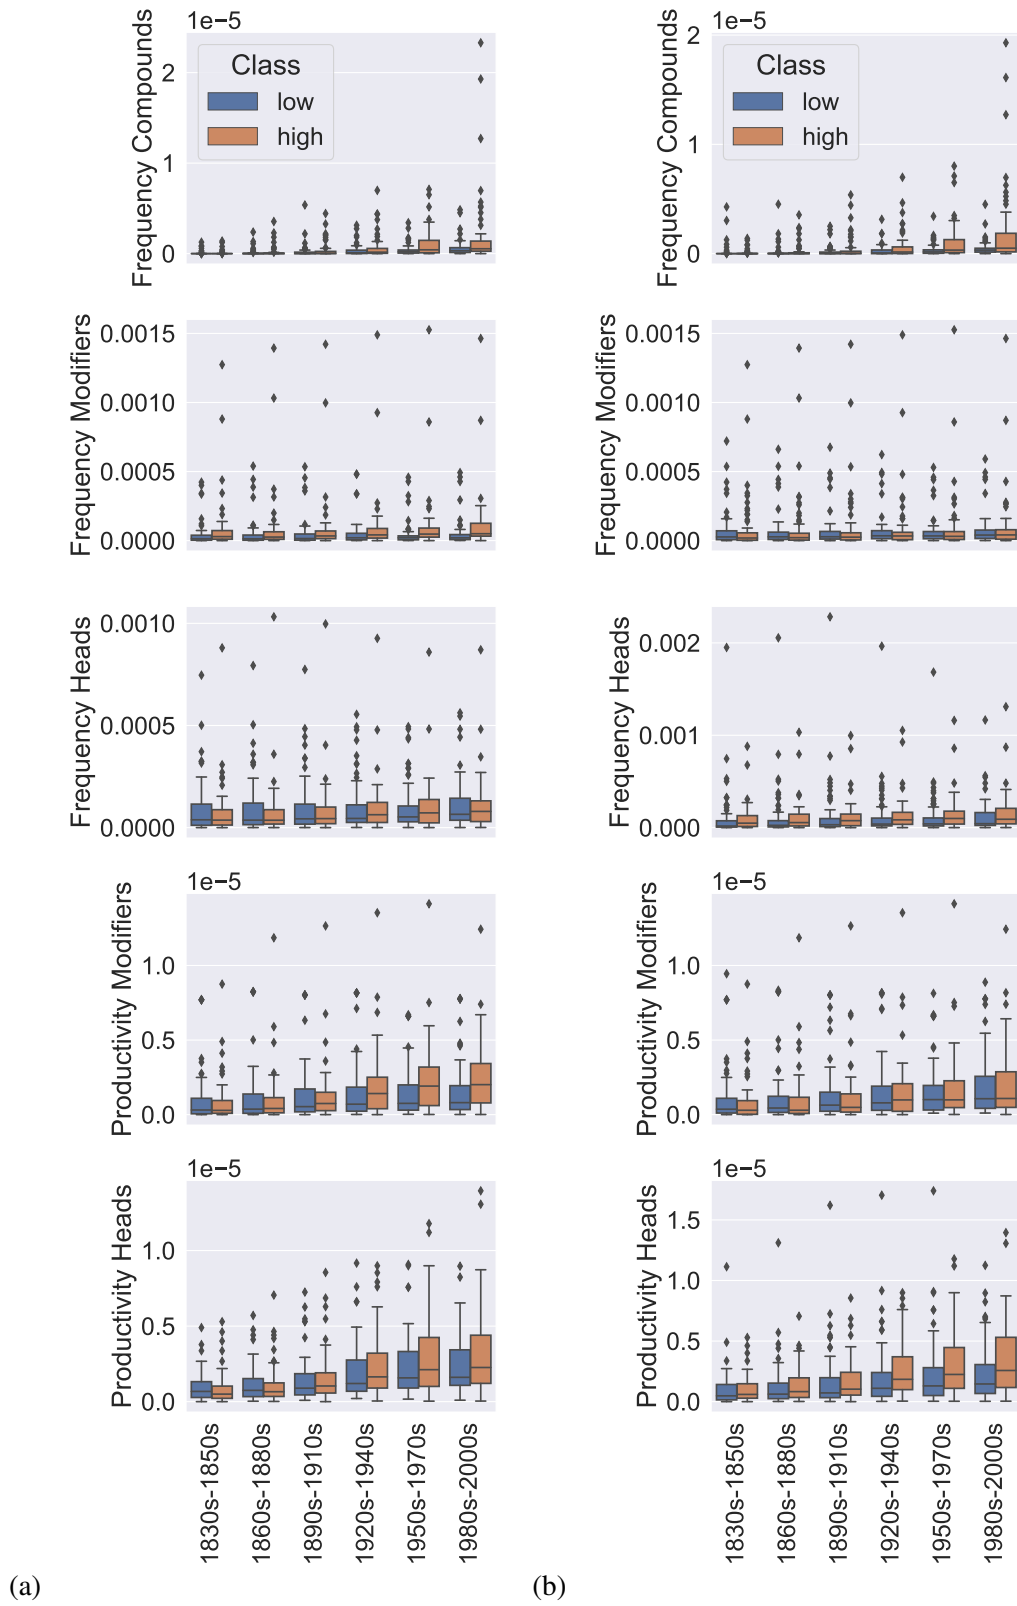 1e−5
Frequency Compounds
2
1
0
Class
low
high
1e−5
Frequency Compounds
2
1
0
Class
low
high
Frequency Modifiers
0.0015
0.0010
0.0005
0.0000
Frequency Modifiers
0.0015
0.0010
0.0005
0.0000
Frequency Heads
0.0010
0.0005
0.0000
Frequency Heads
0.002
0.001
0.000
1e−5
Productivity Modifiers
1.0
0.5
0.0
1e−5
Productivity Modifiers
1.0
0.5
0.0
1e−5
Productivity Heads
1.0
0.5
0.0
1830s-1850s
1860s-1880s
1890s-1910s
1920s-1940s
1950s-1970s
1980s-2000s
1e−5
Productivity Heads
1.5
1.0
0.5
0.0
1830s-1850s
1860s-1880s
1890s-1910s
1920s-1940s
1950s-1970s
1980s-2000s
(a)
(b)